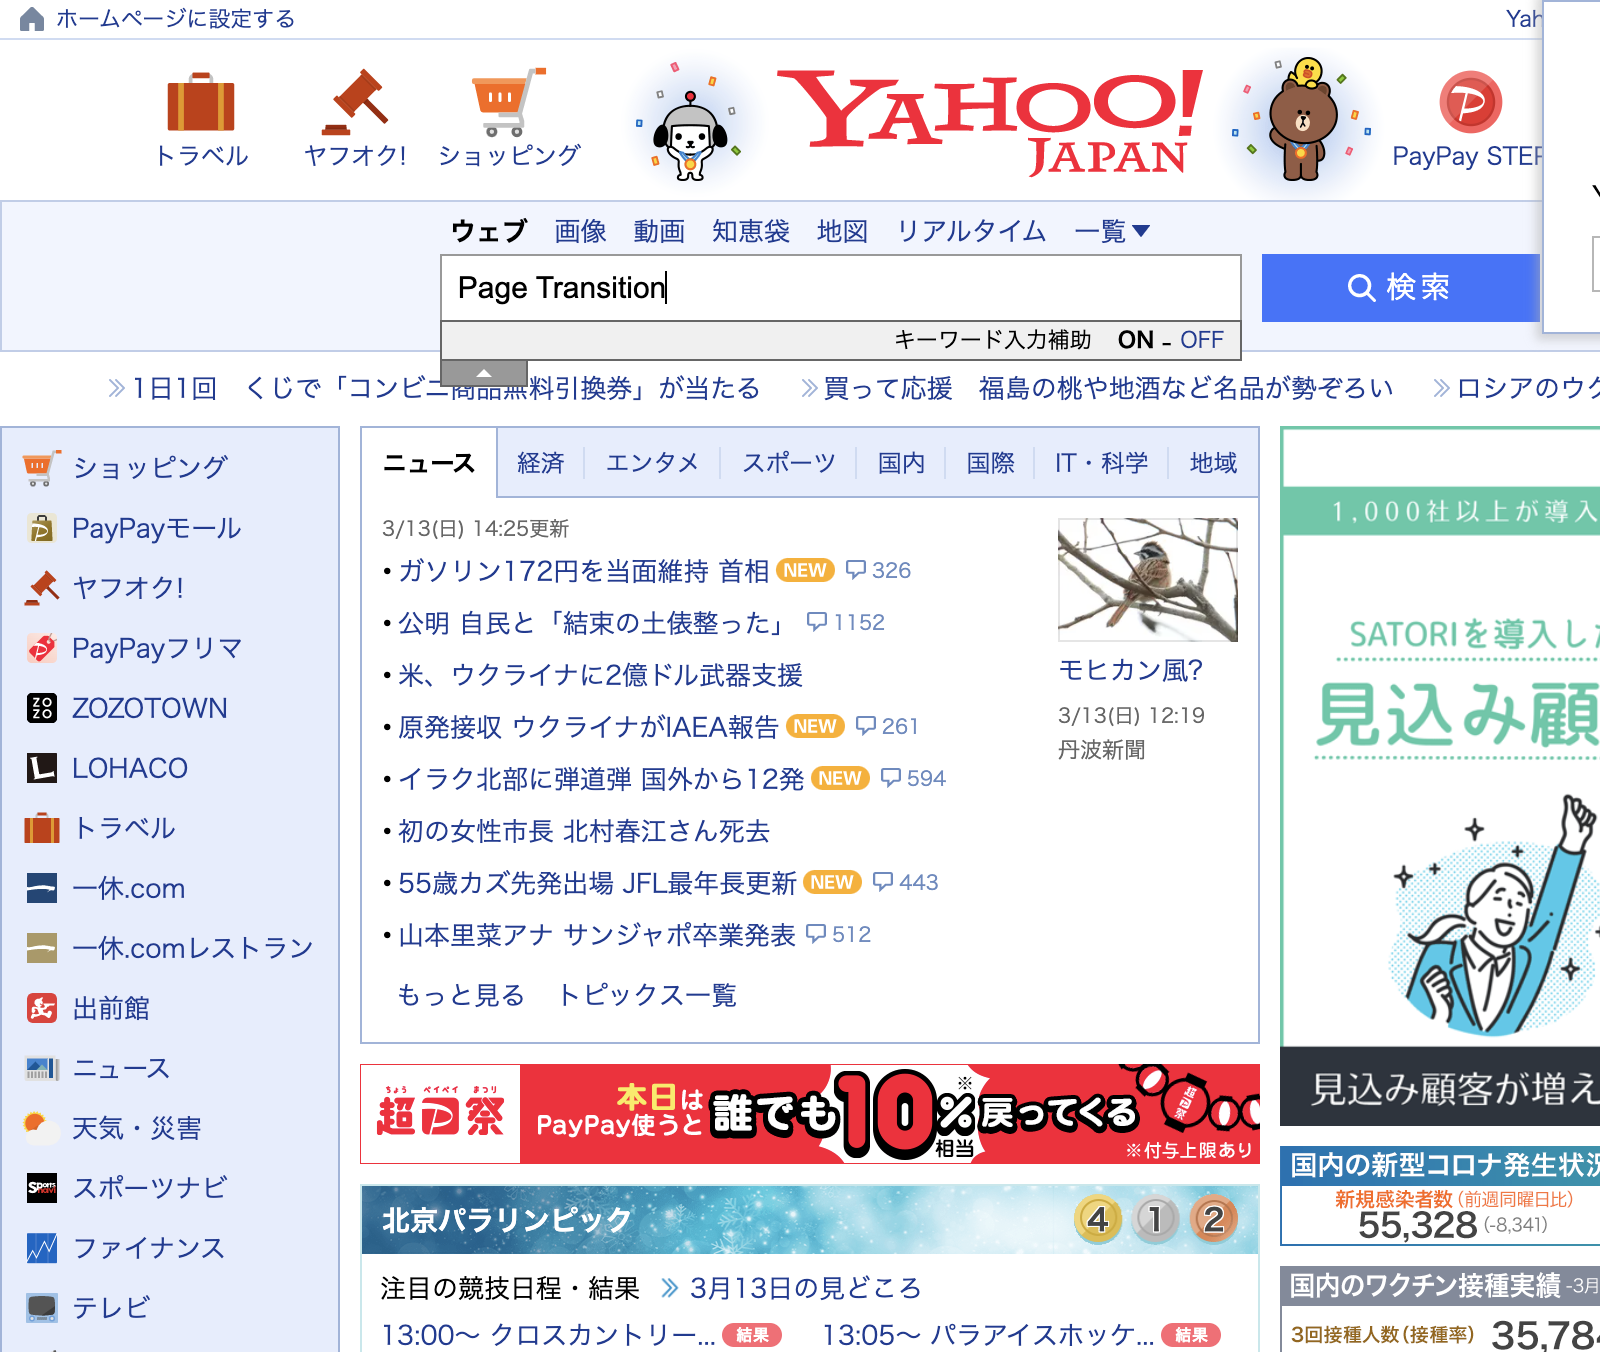 ホームページに設定する
Yah
トラベル
ヤフオク!
ショッピング
YAHOO!
JAPAN
PayPay STEP
ウェブ 画像 動画 知恵袋 地図 リアルタイム 一覧▼
Page Transition
検索
キーワード入力補助 ON - OFF
1日1回 くじで「コンビニ商品無料引換券」が当たる
買って応援 福島の桃や地酒など名品が勢ぞろい
ロシアのウク
ショッピング
PayPayモール
ヤフオク!
PayPayフリマ
ZOZOTOWN
LOHACO
トラベル
一休.com
一休.comレストラン
出前館
ニュース
天気・災害
スポーツナビ
ファイナンス
テレビ
ニュース 経済 エンタメ スポーツ 国内 国際 IT・科学 地域
3/13(日) 14:25更新
ガソリン172円を当面維持 首相 NEW 326
公明 自民と「結束の土俵整った」 1152
米、ウクライナに2億ドル武器支援
原発接収 ウクライナがIAEA報告 NEW 261
イラク北部に弾道弾 国外から12発 NEW 594
初の女性市長 北村春江さん死去
55歳カズ先発出場 JFL最年長更新 NEW 443
山本里菜アナ サンジャポ卒業発表 512
もっと見る トピックス一覧
モヒカン風?
3/13(日) 12:19
丹波新聞
ちょう ペイペイ まつり
超P祭
本日は
PayPay使うと
誰でも10%戻ってくる
※
相当
※付与上限あり
超P祭
北京パラリンピック
4 1 2
注目の競技日程・結果 3月13日の見どころ
13:00〜 クロスカントリー... 結果
13:05〜 パラアイスホッケ... 結果
1,000社以上が導入
SATORIを導入した
見込み顧
見込み顧客が増え
国内の新型コロナ発生状況
新規感染者数(前週同曜日比)
55,328 (-8,341)
国内のワクチン接種実績 -3月
3回接種人数(接種率) 35,784